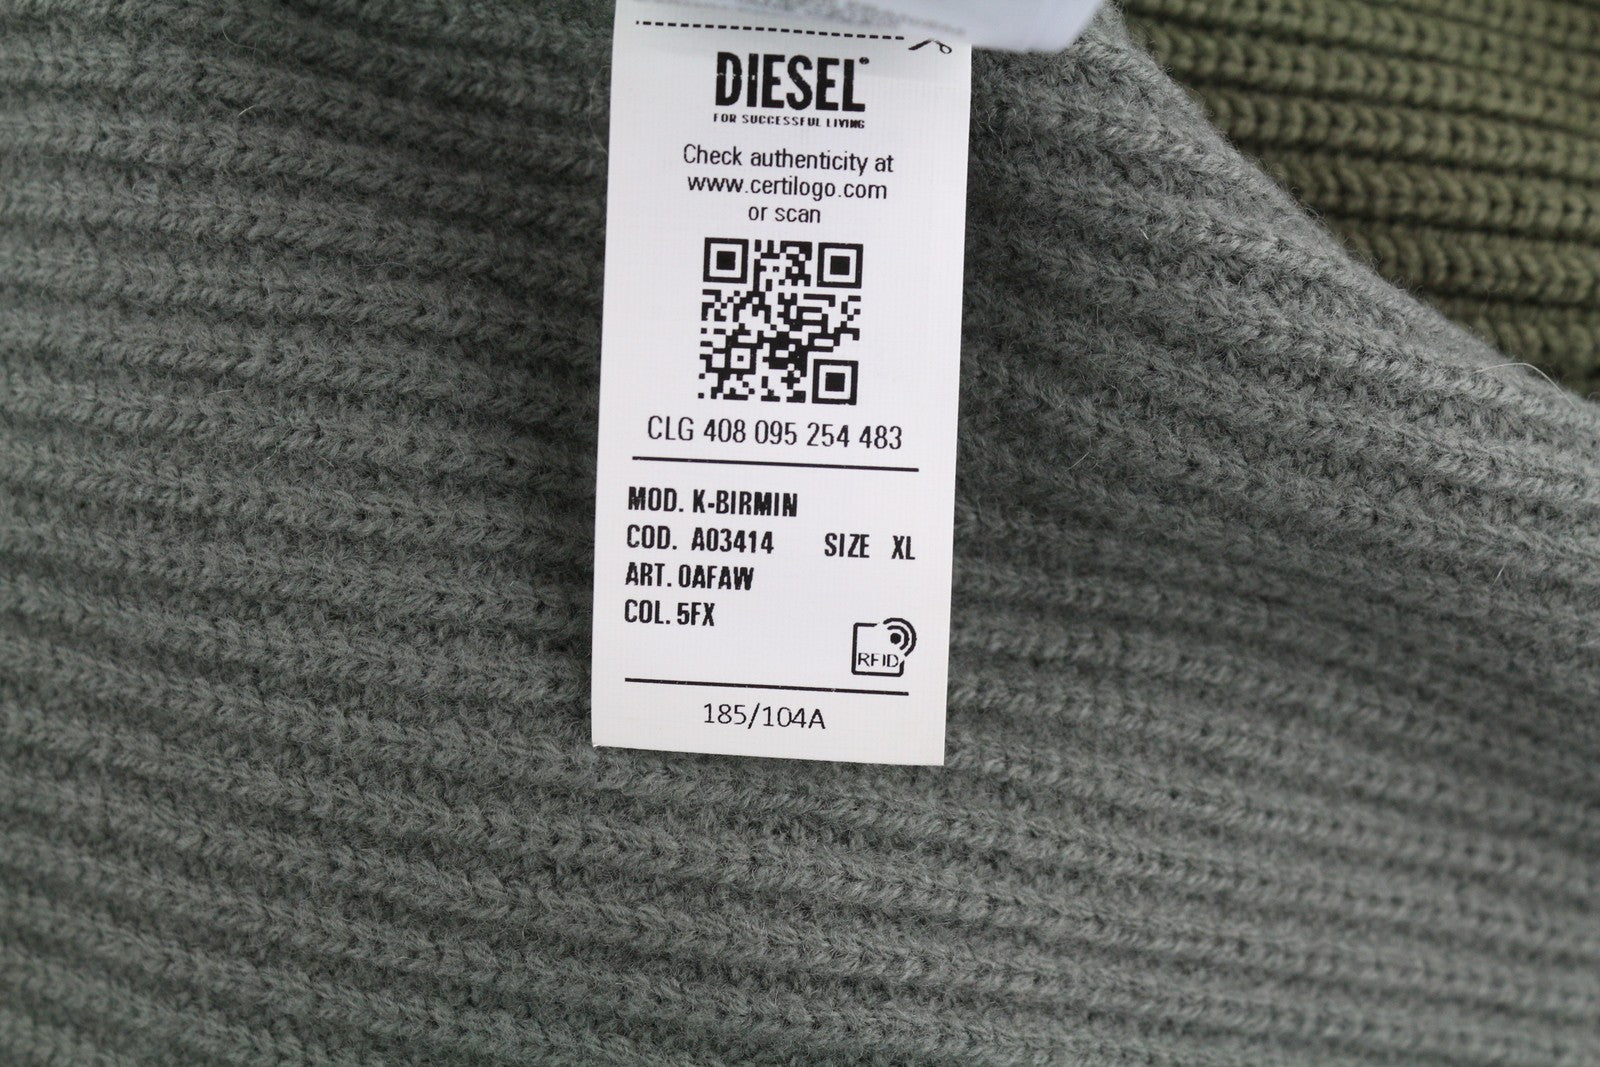 DIESEL®
FOR SUCCESSFUL LIVING
Check authenticity at
www.certilogo.com
or scan
CLG 408 095 254 483
MOD. K-BIRMIN
COD. A03414 SIZE XL
ART. 0AFAW
COL. 5FX
RFID
185/104A